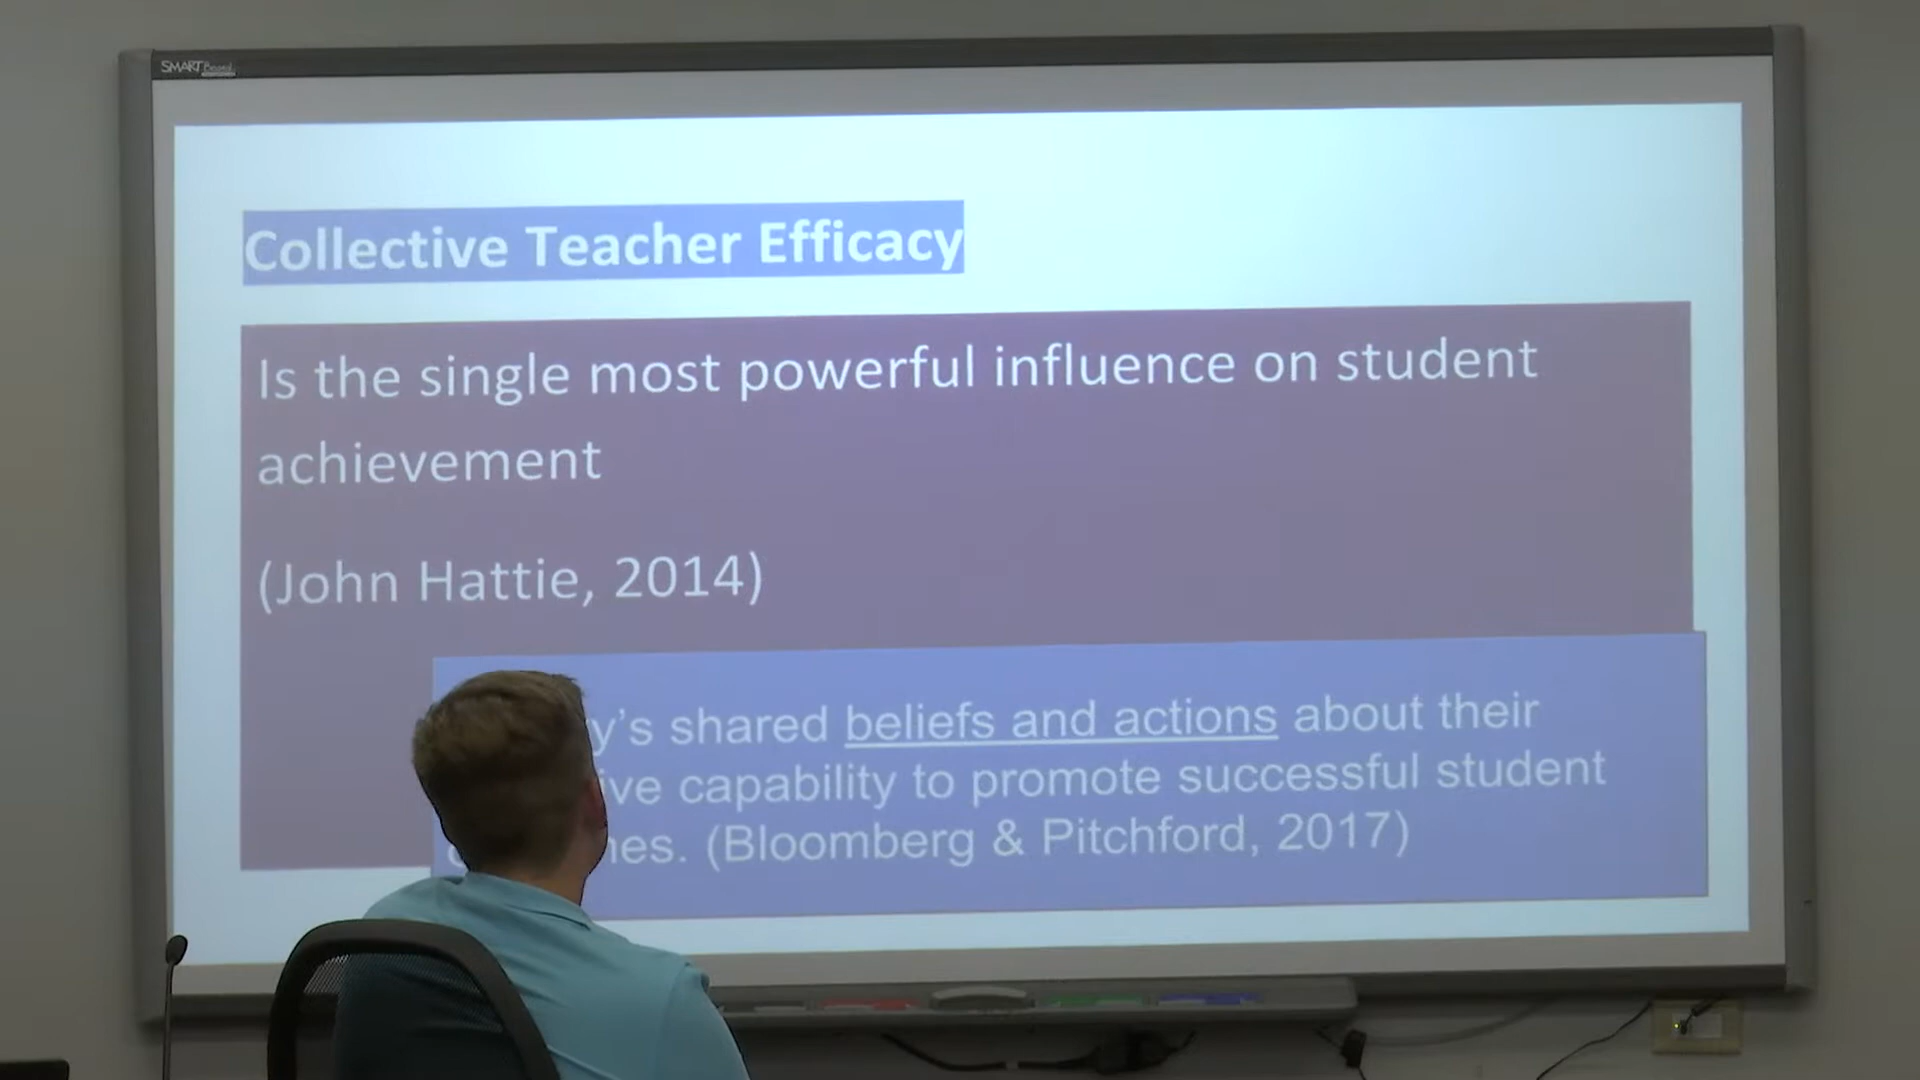 SMART Board
Collective Teacher Efficacy
Is the single most powerful influence on student
achievement
(John Hattie, 2014)
shared beliefs and actions about their
capability to promote successful student
(Bloomberg & Pitchford, 2017)